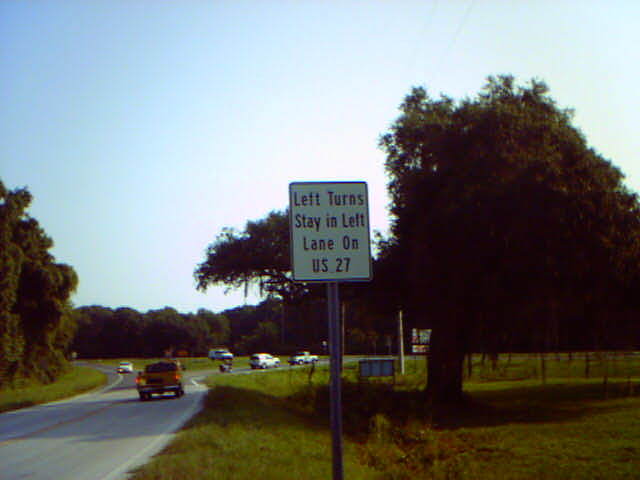 Left Turns
Stay in Left
Lane On
US 27